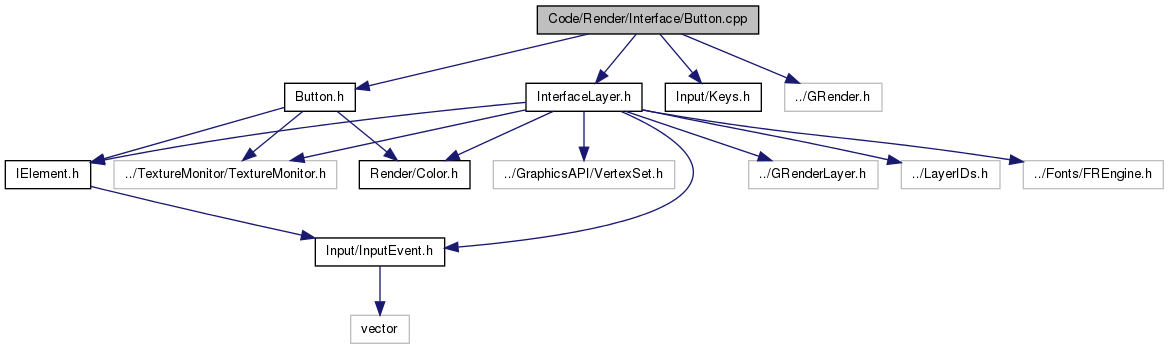 Code/Render/Interface/Button.cpp
Button.h
InterfaceLayer.h
Input/Keys.h
../GRender.h
IElement.h
../TextureMonitor/TextureMonitor.h
Render/Color.h
../GraphicsAPI/VertexSet.h
../GRenderLayer.h
../LayerIDs.h
../Fonts/FREngine.h
Input/InputEvent.h
vector